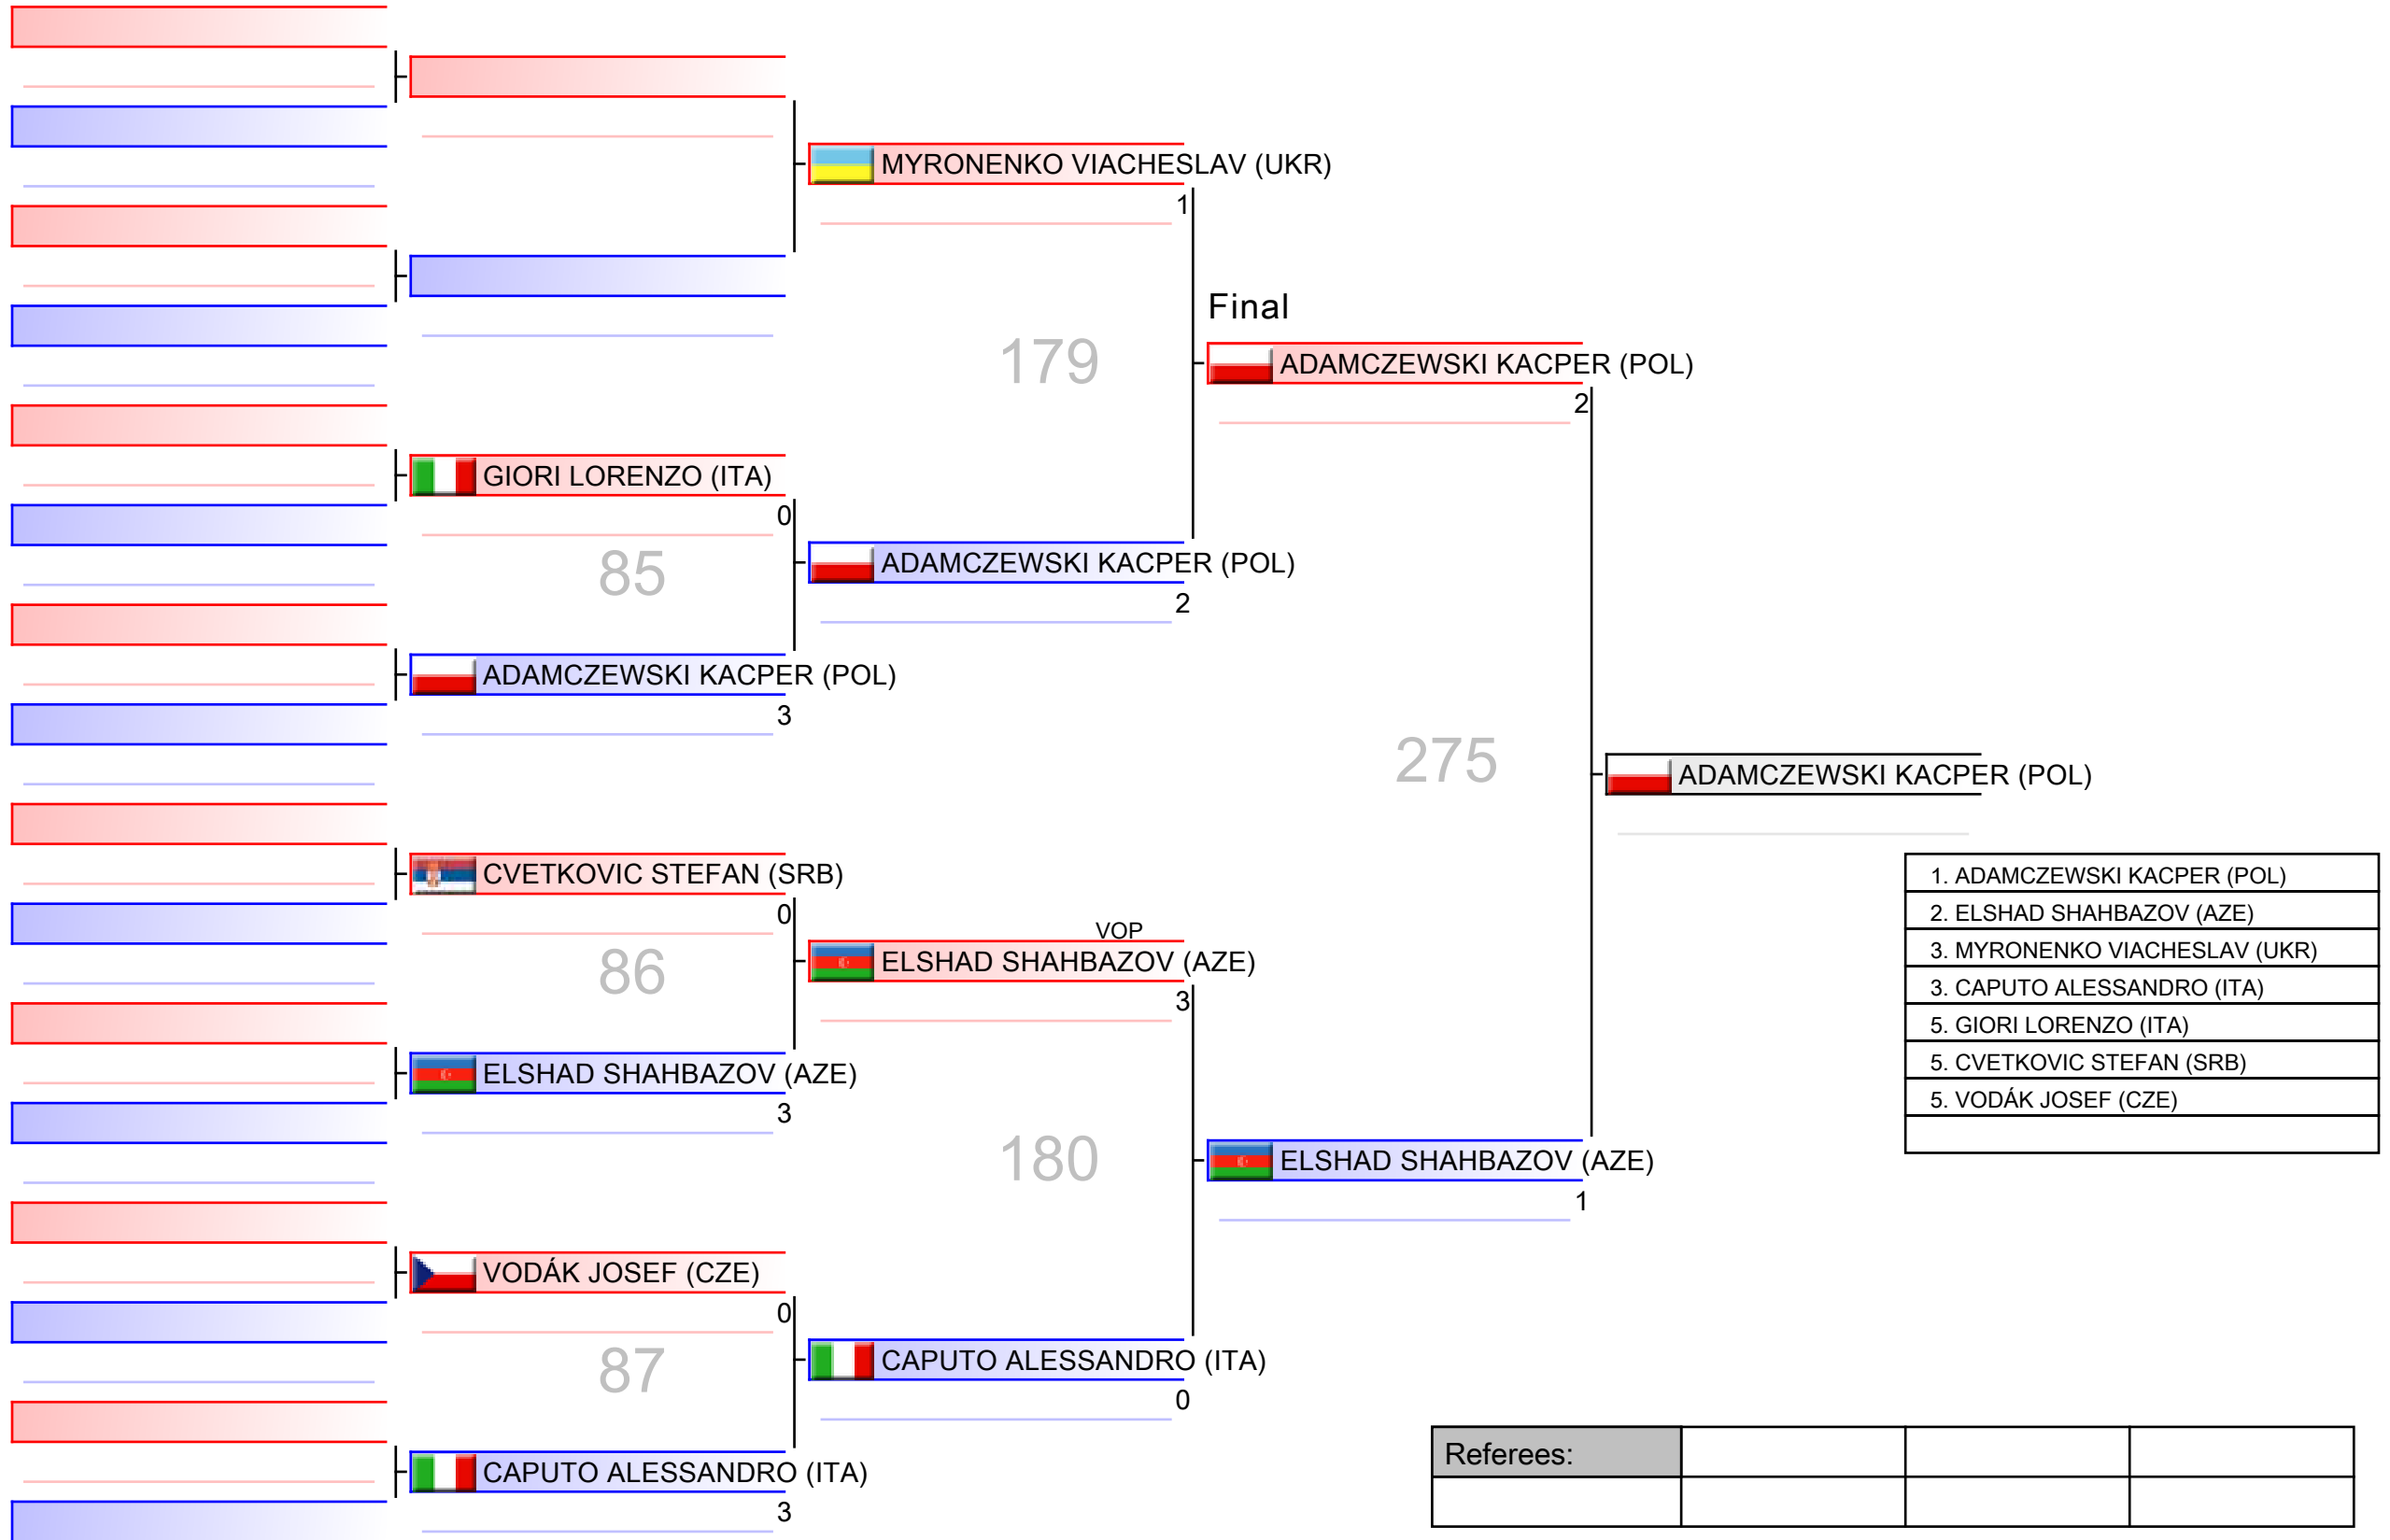 MYRONENKO VIACHESLAV (UKR)
1
Final
179
ADAMCZEWSKI KACPER (POL)
2
GIORI LORENZO (ITA)
0
85
ADAMCZEWSKI KACPER (POL)
2
ADAMCZEWSKI KACPER (POL)
3
275
ADAMCZEWSKI KACPER (POL)
CVETKOVIC STEFAN (SRB)
0
86
VOP
ELSHAD SHAHBAZOV (AZE)
3
ELSHAD SHAHBAZOV (AZE)
3
180
ELSHAD SHAHBAZOV (AZE)
1
VODÁK JOSEF (CZE)
0
87
CAPUTO ALESSANDRO (ITA)
0
CAPUTO ALESSANDRO (ITA)
3
1. ADAMCZEWSKI KACPER (POL)
2. ELSHAD SHAHBAZOV (AZE)
3. MYRONENKO VIACHESLAV (UKR)
3. CAPUTO ALESSANDRO (ITA)
5. GIORI LORENZO (ITA)
5. CVETKOVIC STEFAN (SRB)
5. VODÁK JOSEF (CZE)
Referees: